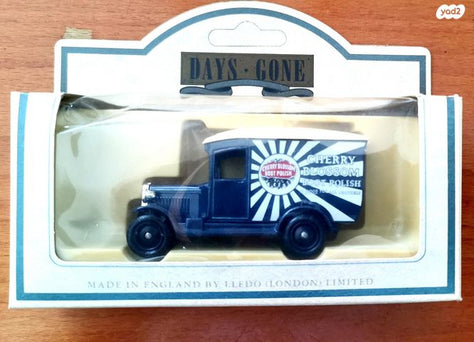 yad2
DAYS · GONE
CHERRY BLOSSOM
BOOT POLISH
CHERRY
BLOSSOM
BOOT POLISH
MADE IN ENGLAND BY LLEDO (LONDON) LIMITED